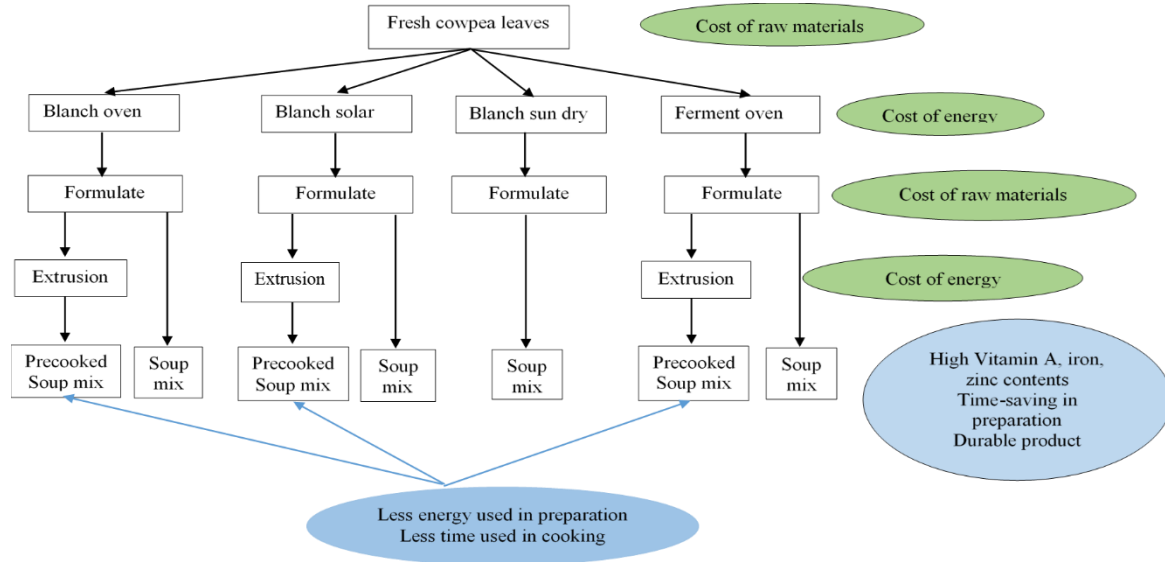 Fresh cowpea leaves
Cost of raw materials
Blanch oven
Blanch solar
Blanch sun dry
Ferment oven
Cost of energy
Formulate
Formulate
Formulate
Formulate
Cost of raw materials
Extrusion
Extrusion
Extrusion
Cost of energy
Precooked
Soup mix
Soup
mix
Precooked
Soup mix
Soup
mix
Soup
mix
Precooked
Soup mix
Soup
mix
High Vitamin A, iron,
zinc contents
Time-saving in
preparation
Durable product
Less energy used in preparation
Less time used in cooking